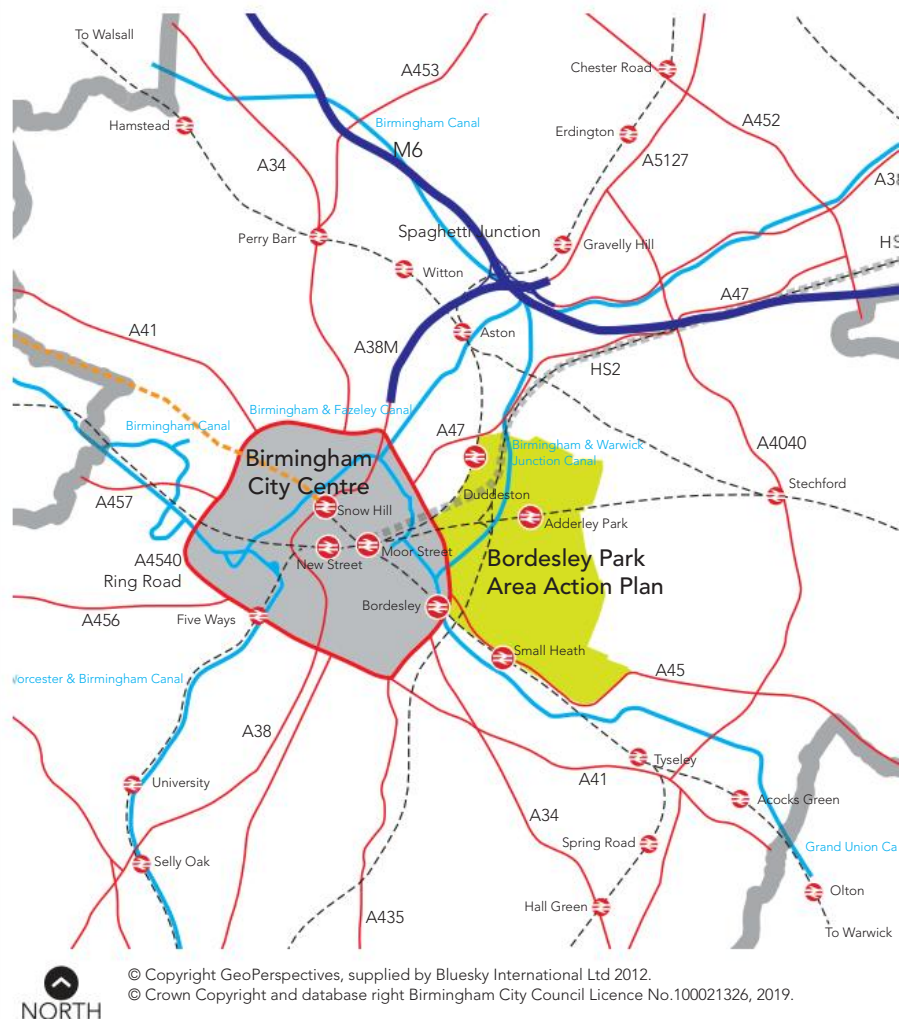 To Walsall
A453
Chester Road
Hamstead
Birmingham Canal
Erdington
A452
M6
A34
A5127
A38
Perry Barr
Spaghetti Junction
Gravelly Hill
HS
Witton
A47
A41
Aston
A38M
HS2
Birmingham & Fazeley Canal
Birmingham Canal
A47
Birmingham & Warwick
Junction Canal
A4040
Birmingham
City Centre
A457
Duddeston
Stechford
Snow Hill
Adderley Park
A4540
Ring Road
New Street
Moor Street
Bordesley Park
Area Action Plan
Bordesley
A456
Five Ways
Small Heath
A45
orcester & Birmingham Canal
A38
Tyseley
University
A41
Acocks Green
A34
Spring Road
Grand Union Ca
Selly Oak
Olton
Hall Green
A435
To Warwick
NORTH
© Copyright GeoPerspectives, supplied by Bluesky International Ltd 2012.
© Crown Copyright and database right Birmingham City Council Licence No.100021326, 2019.